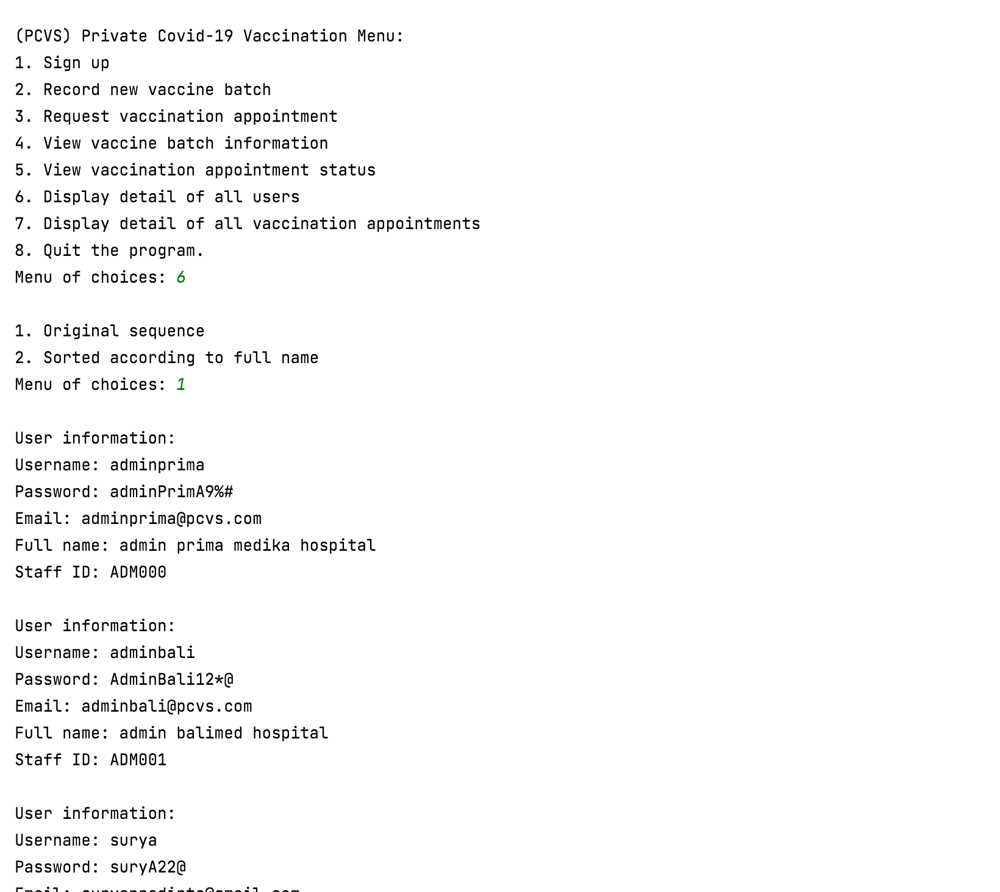 (PCVS) Private Covid-19 Vaccination Menu:
1. Sign up
2. Record new vaccine batch
3. Request vaccination appointment
4. View vaccine batch information
5. View vaccination appointment status
6. Display detail of all users
7. Display detail of all vaccination appointments
8. Quit the program.
Menu of choices: 6
1. Original sequence
2. Sorted according to full name
Menu of choices: 1
User information:
Username: adminprima
Password: adminPrimA9%#
Email: adminprima@pcvs.com
Full name: admin prima medika hospital
Staff ID: ADM000
User information:
Username: adminbali
Password: AdminBali12*@
Email: adminbali@pcvs.com
Full name: admin balimed hospital
Staff ID: ADM001
User information:
Username: surya
Password: suryA22@
Email: